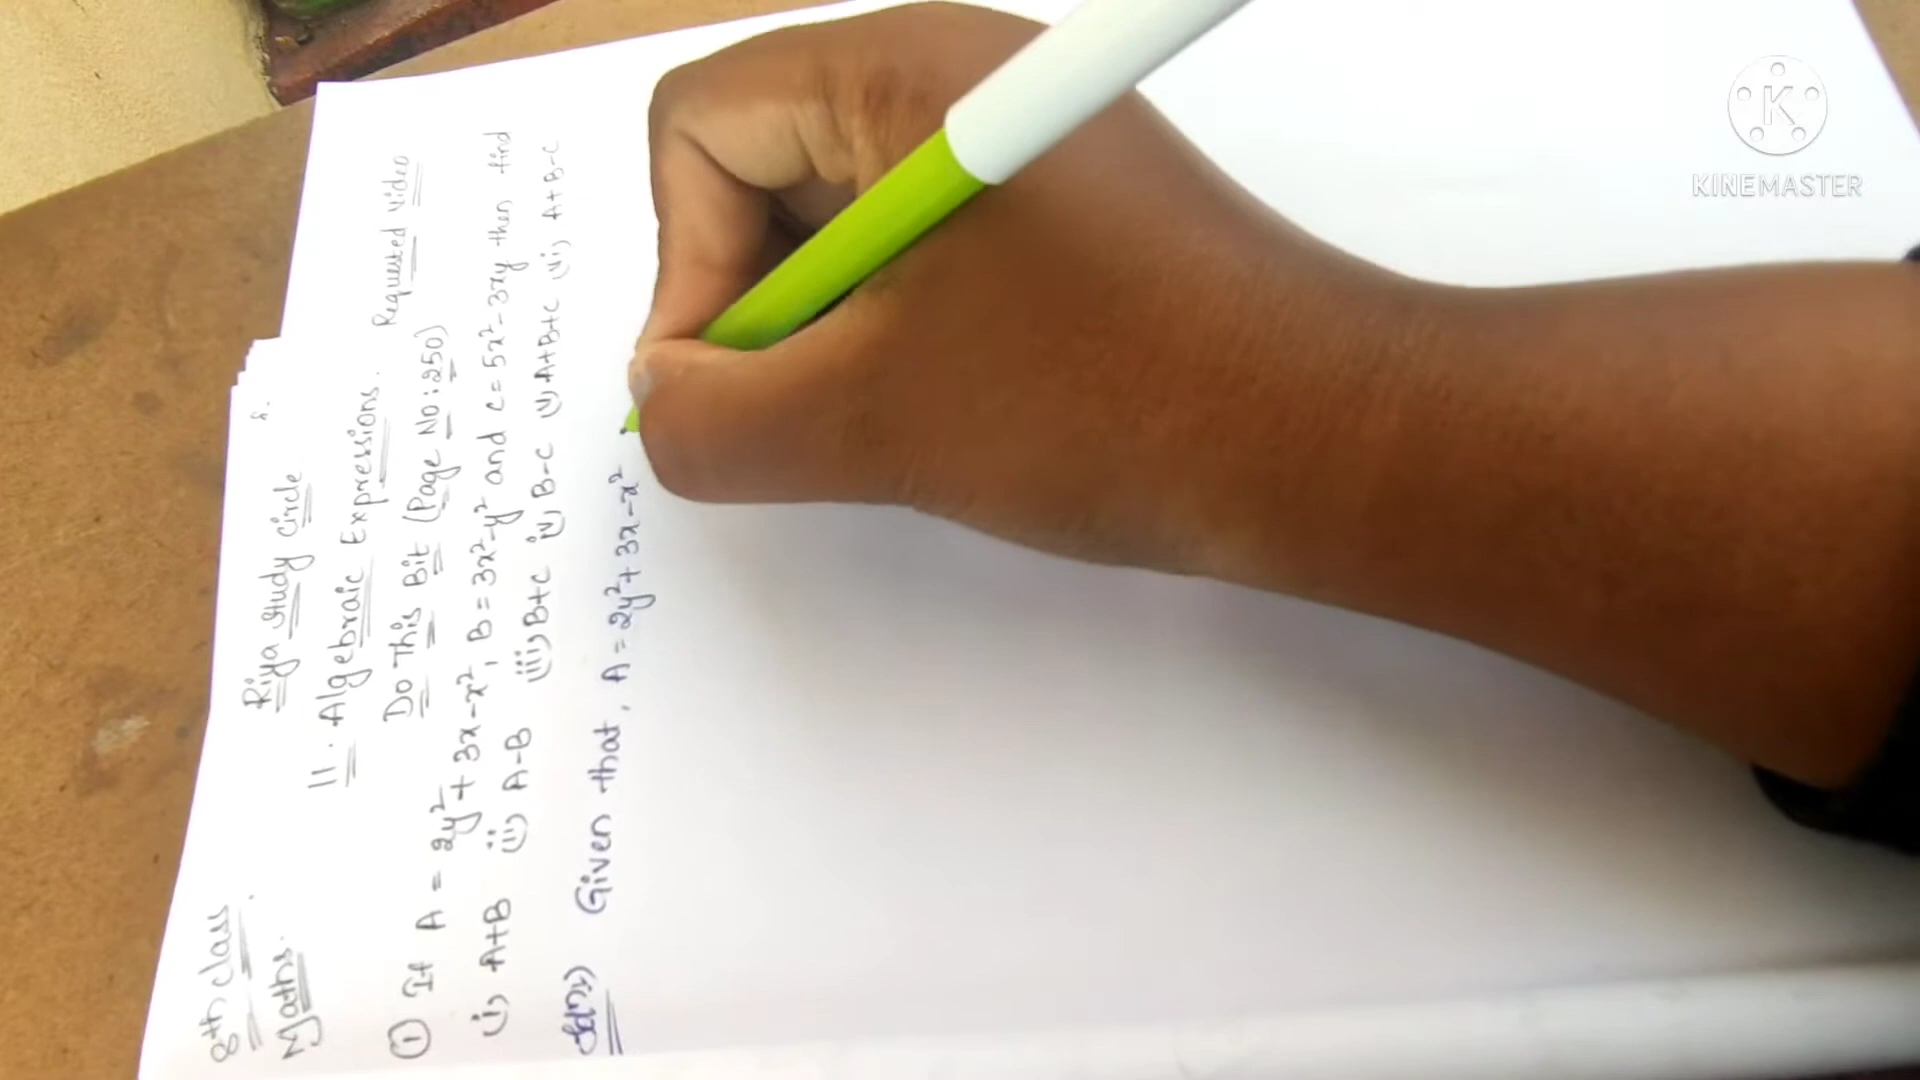 8th class
Riya study circle
Maths.
11. Algebraic Expressions.
Requested video
Do This Bit (Page No: 250)
① If A = 2y² + 3x - x², B = 3x² - y² and C = 5x² - 3xy then find
(i) A+B (ii) A-B (iii) B+C (iv) B-C (v) A+B+C (vi) A+B-C
Given that, A = 2y² + 3x - x²
KINEMASTER